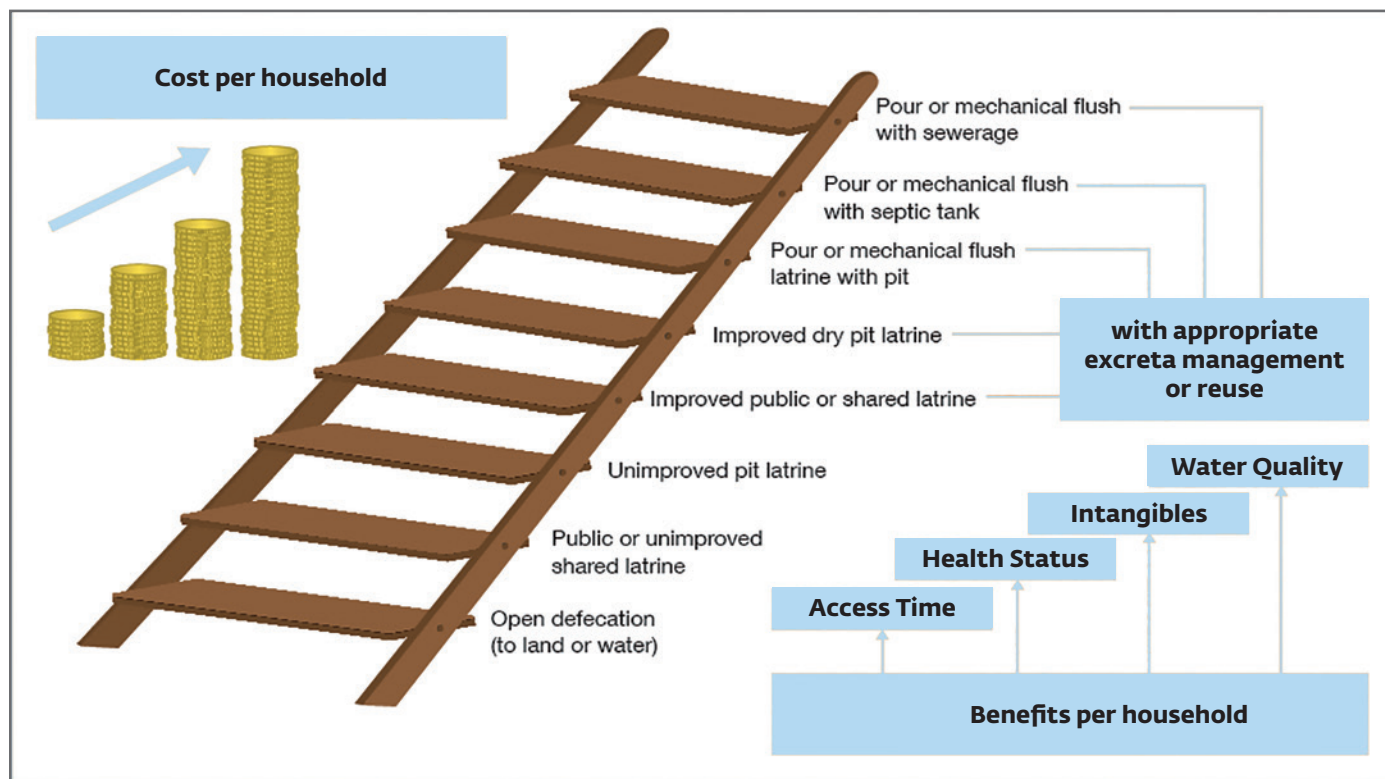 Cost per household
Pour or mechanical flush
with sewerage
Pour or mechanical flush
with septic tank
Pour or mechanical flush
latrine with pit
Improved dry pit latrine
Improved public or shared latrine
Unimproved pit latrine
Public or unimproved
shared latrine
Open defecation
(to land or water)
with appropriate
excreta management
or reuse
Water Quality
Intangibles
Health Status
Access Time
Benefits per household